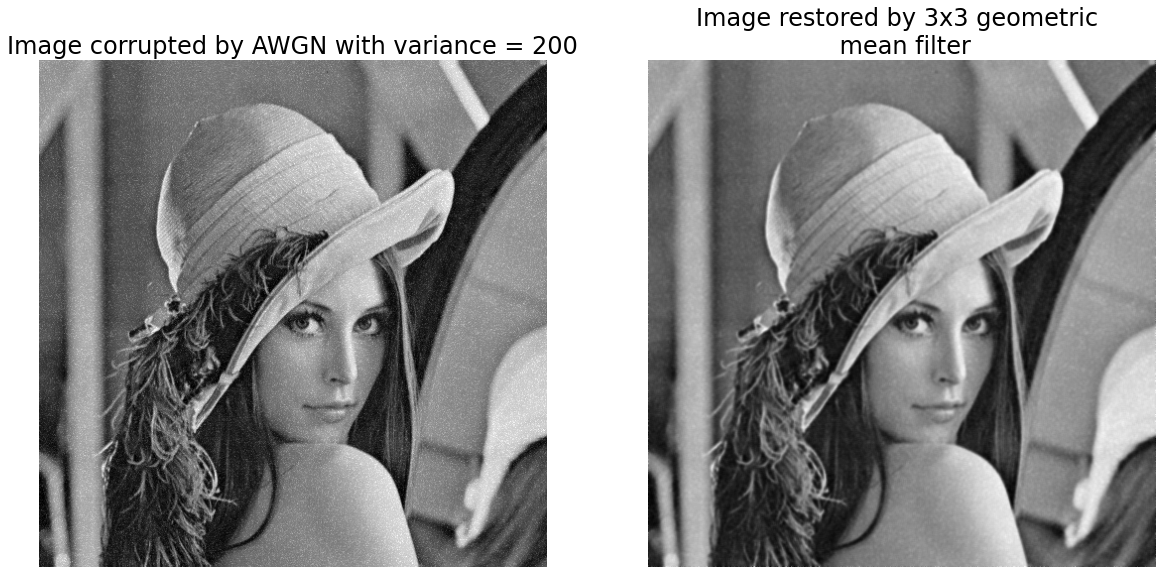 Image corrupted by AWGN with variance = 200
Image restored by 3x3 geometric
mean filter